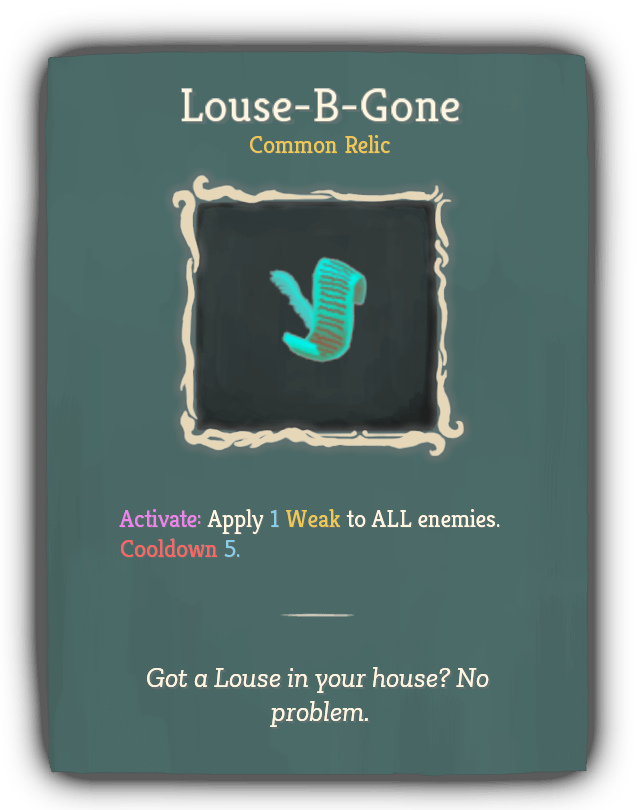 Louse-B-Gone
Common Relic
Activate: Apply 1 Weak to ALL enemies.
Cooldown 5.
Got a Louse in your house? No
problem.